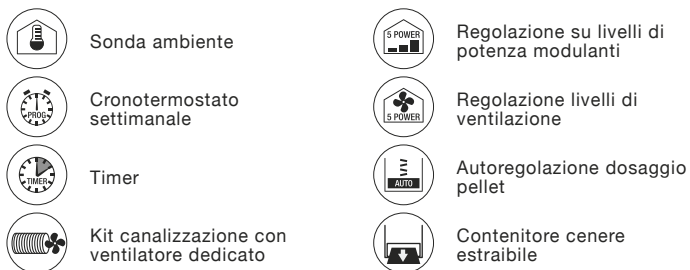 Sonda ambiente
PROG
Cronotermostato
settimanale
TIMER
Timer
Kit canalizzazione con
ventilatore dedicato
5 POWER
Regolazione su livelli di
potenza modulanti
5 POWER
Regolazione livelli di
ventilazione
AUTO
Autoregolazione dosaggio
pellet
Contenitore cenere
estraibile